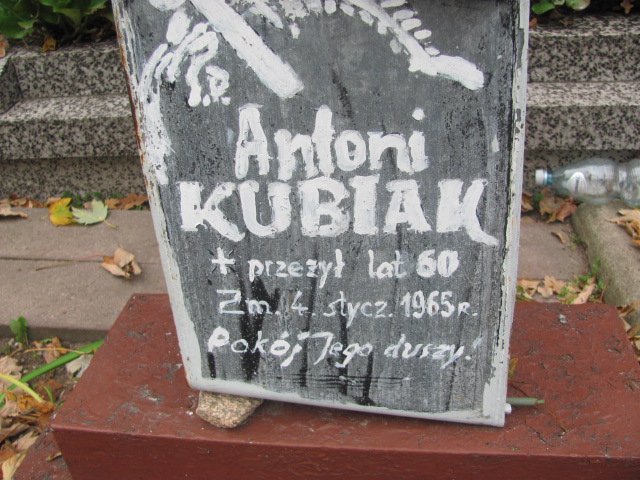 Antoni
KUBIAK
+ przeżył lat 60
Zm. 4. stycz. 1965 r.
Pokój Jego duszy!